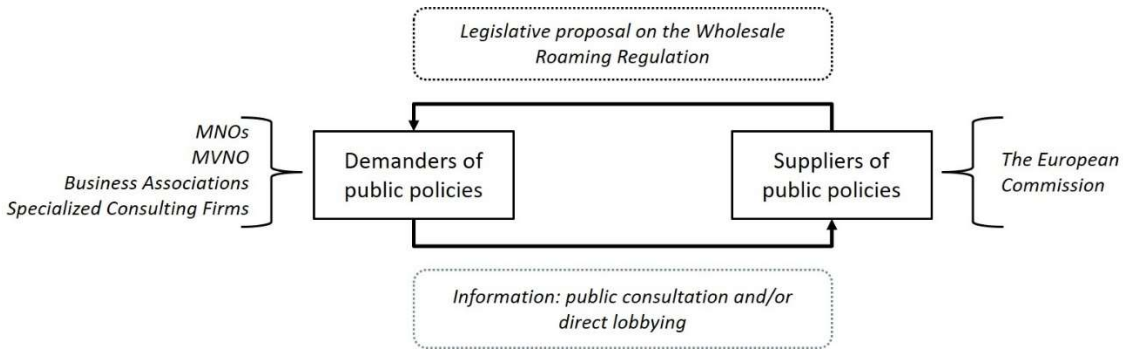 Legislative proposal on the Wholesale
Roaming Regulation
MNOs
MVNO
Business Associations
Specialized Consulting Firms
Demanders of
public policies
Suppliers of
public policies
The European
Commission
Information: public consultation and/or
direct lobbying